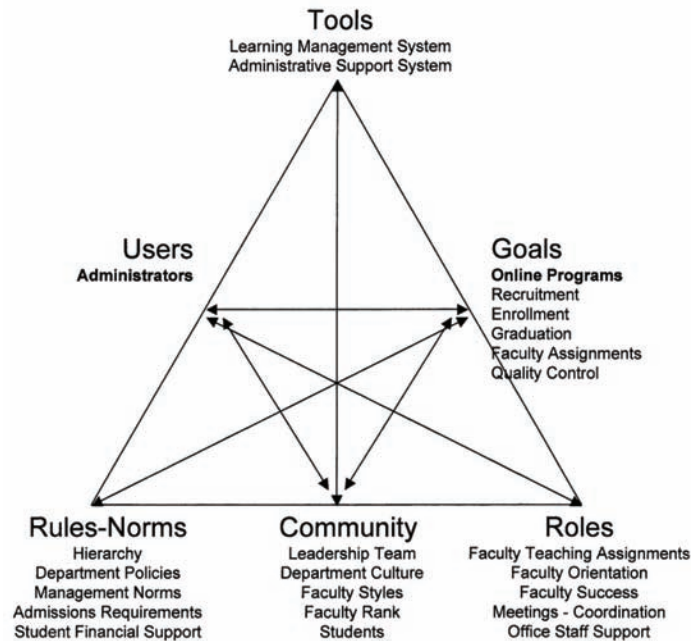 Tools
Learning Management System
Administrative Support System
Users
Administrators
Goals
Online Programs
Recruitment
Enrollment
Graduation
Faculty Assignments
Quality Control
Rules-Norms
Hierarchy
Department Policies
Management Norms
Admissions Requirements
Student Financial Support
Community
Leadership Team
Department Culture
Faculty Styles
Faculty Rank
Students
Roles
Faculty Teaching Assignments
Faculty Orientation
Faculty Success
Meetings - Coordination
Office Staff Support